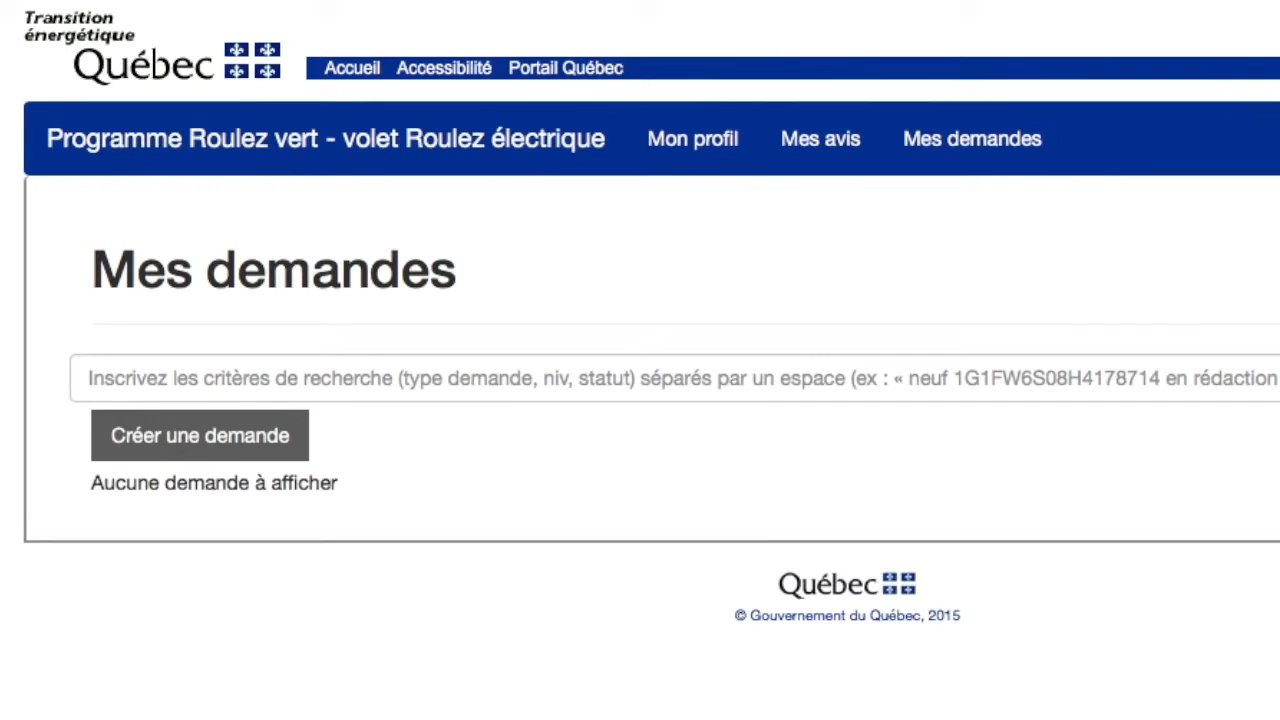 Transition
énergétique
Québec
Accueil Accessibilité Portail Québec
Programme Roulez vert - volet Roulez électrique Mon profil Mes avis Mes demandes
Mes demandes
Inscrivez les critères de recherche (type demande, niv, statut) séparés par un espace (ex : « neuf 1G1FW6S08H4178714 en rédaction
Créer une demande
Aucune demande à afficher
Québec
© Gouvernement du Québec, 2015